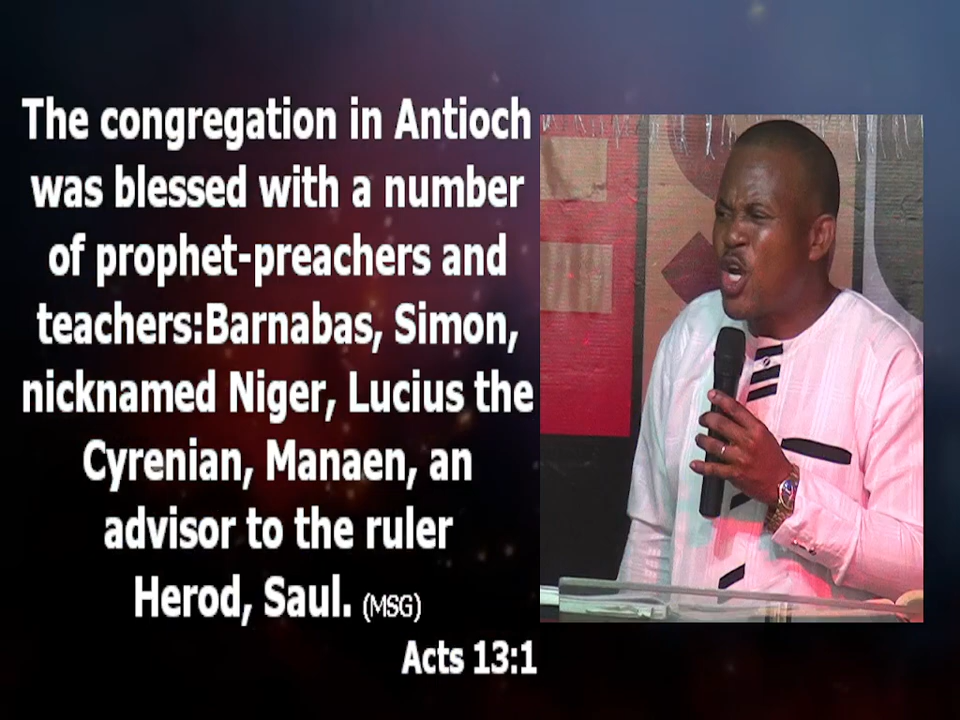 The congregation in Antioch
was blessed with a number
of prophet-preachers and
teachers:Barnabas, Simon,
nicknamed Niger, Lucius the
Cyrenian, Manaen, an
advisor to the ruler
Herod, Saul. (MSG)
Acts 13:1